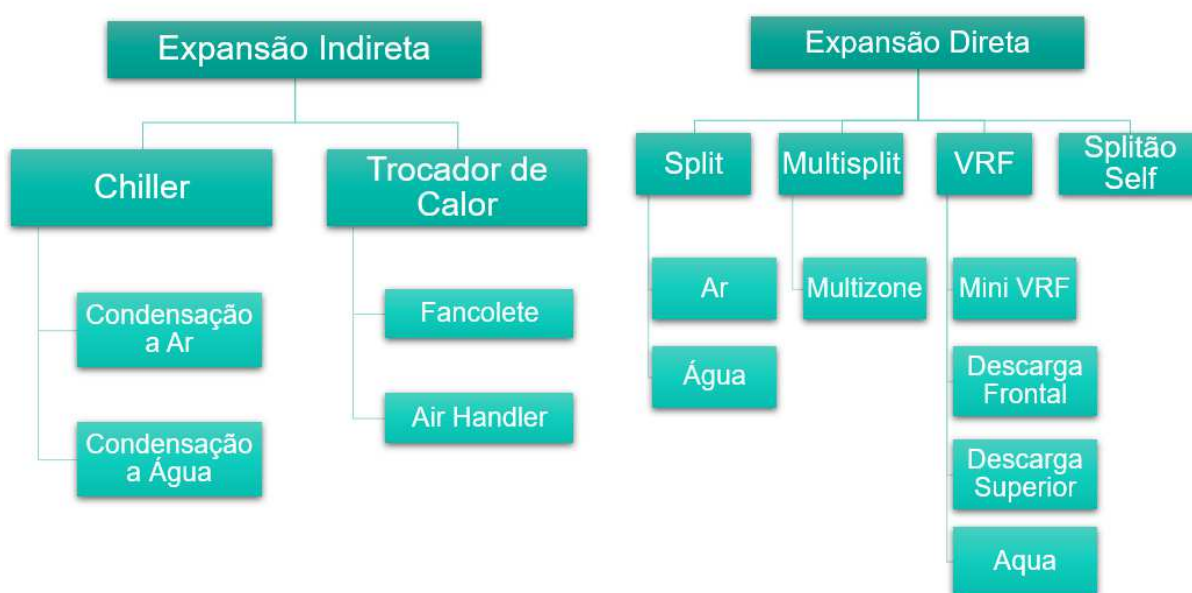 Expansão Indireta
Chiller
Condensação
a Ar
Condensação
a Água
Trocador de
Calor
Fancolete
Air Handler
Expansão Direta
Split
Ar
Água
Multisplit
Multizone
VRF
Mini VRF
Descarga
Frontal
Descarga
Superior
Aqua
Splitão
Self